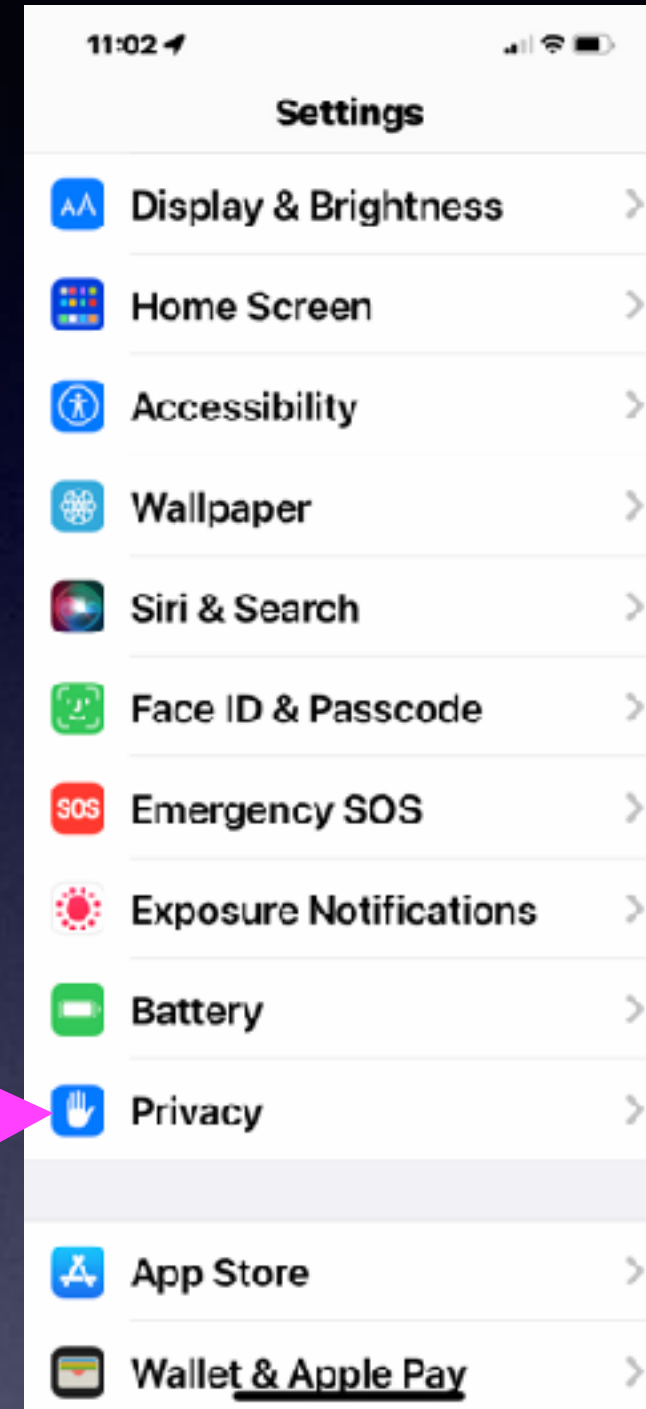 11:02
Settings
Display & Brightness
Home Screen
Accessibility
Wallpaper
Siri & Search
Face ID & Passcode
SOS Emergency SOS
Exposure Notifications
Battery
Privacy
App Store
Wallet & Apple Pay